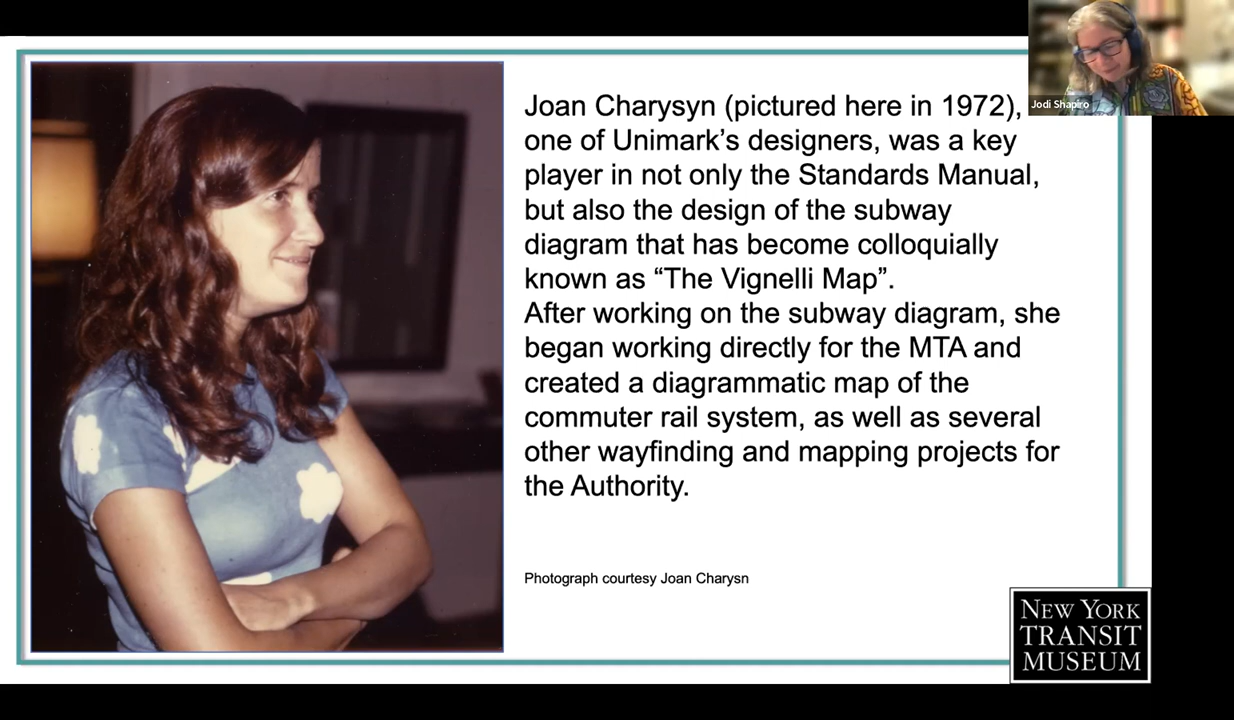 Jodi Shapiro
Joan Charysyn (pictured here in 1972),
one of Unimark’s designers, was a key
player in not only the Standards Manual,
but also the design of the subway
diagram that has become colloquially
known as “The Vignelli Map”.
After working on the subway diagram, she
began working directly for the MTA and
created a diagrammatic map of the
commuter rail system, as well as several
other wayfinding and mapping projects for
the Authority.
Photograph courtesy Joan Charysn
NEW YORK
TRANSIT
MUSEUM